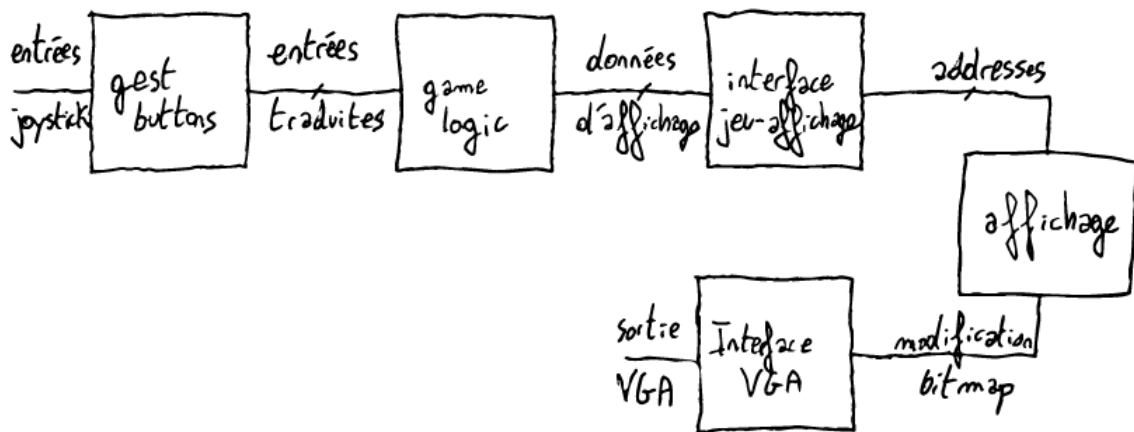 entrées
joystick
gest
buttons
entrées
traduites
game
logic
données
d'affichage
interface
jeu-affichage
addresses
affichage
modification
bitmap
Interface
VGA
sortie
VGA